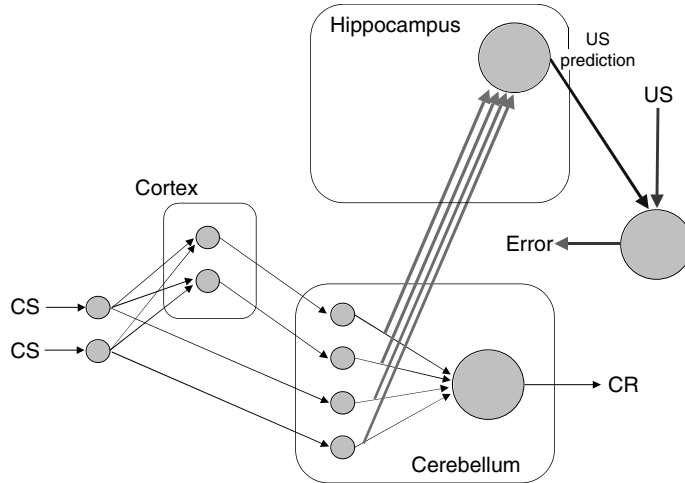 Hippocampus
US
prediction
US
Cortex
Error
CS
CS
CR
Cerebellum